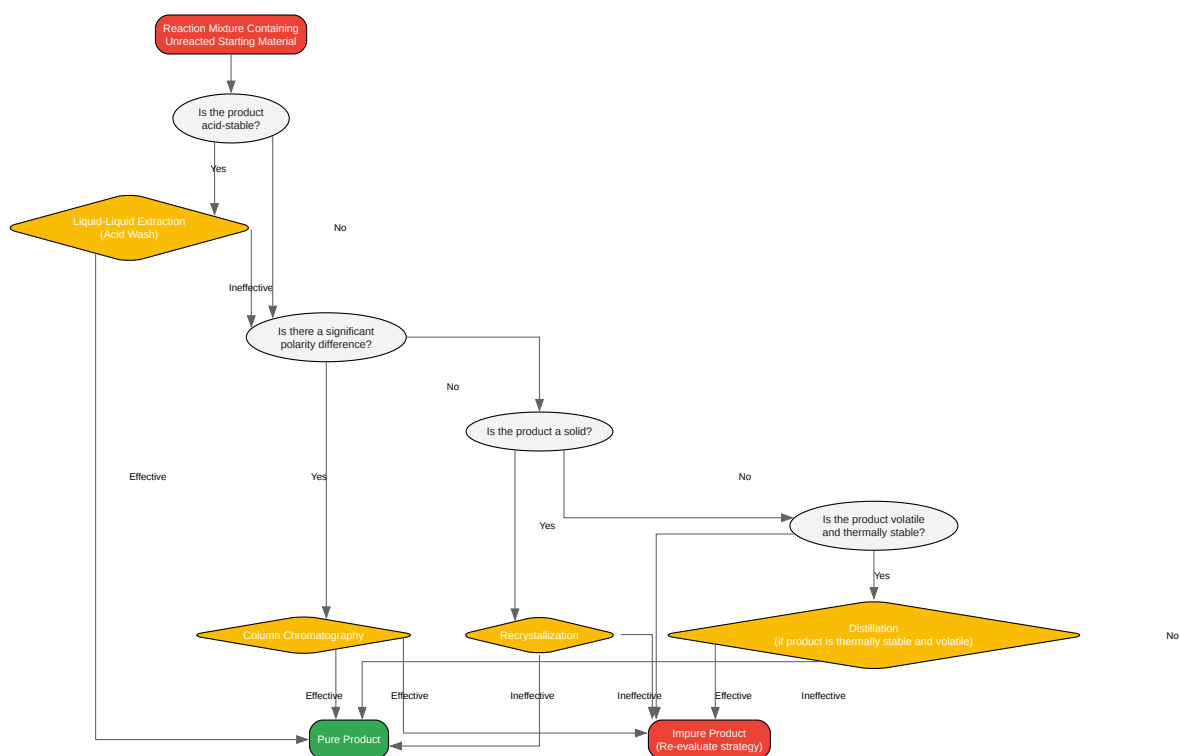 Reaction Mixture Containing
Unreacted Starting Material
Is the product
acid-stable?
Yes
Liquid-Liquid Extraction
(Acid Wash)
No
Ineffective
Is there a significant
polarity difference?
No
Is the product a solid?
Effective
Yes
No
Yes
Is the product volatile
and thermally stable?
Yes
Column Chromatography
Recrystallization
Distillation
(if product is thermally stable and volatile)
No
Effective
Effective
Ineffective
Ineffective
Effective
Ineffective
Pure Product
Impure Product
(Re-evaluate strategy)